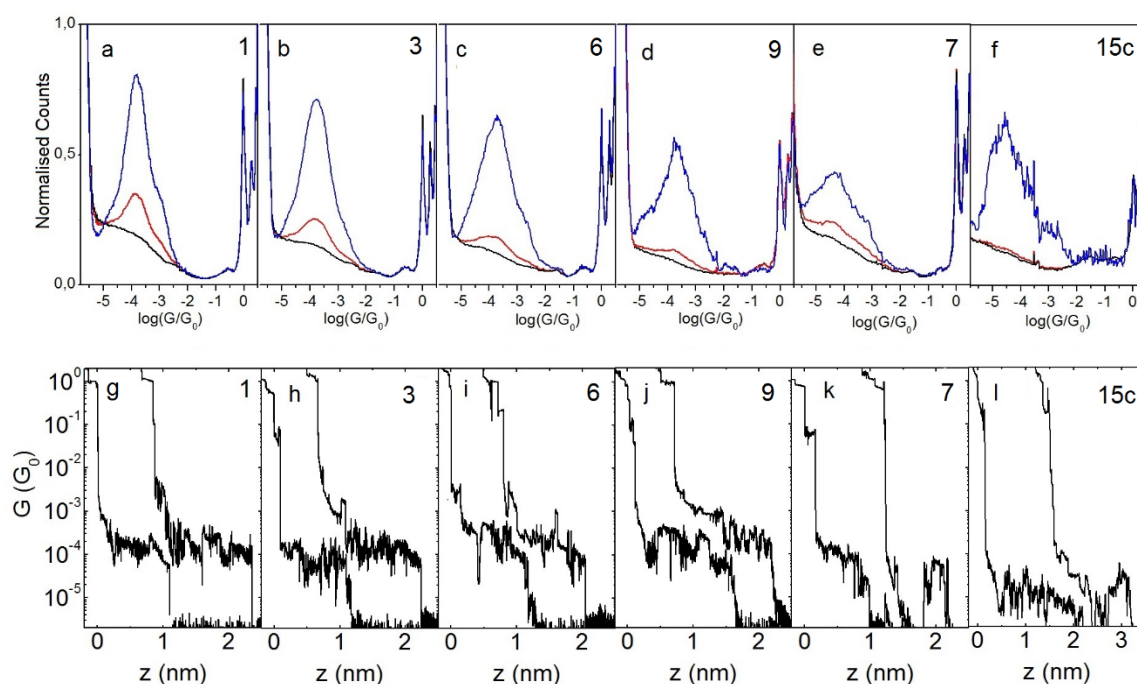 1,0
0,5
0,0
Normalised Counts
a 1
b 3
c 6
d 9
e 7
f 15c
-5 -4 -3 -2 -1 0
-5 -4 -3 -2 -1 0
-5 -4 -3 -2 -1 0
-5 -4 -3 -2 -1 0
-5 -4 -3 -2 -1 0
-5 -4 -3 -2 -1 0
log(G/G₀)
log(G/G₀)
log(G/G₀)
log(G/G₀)
log(G/G₀)
log(G/G₀)
g 1
h 3
i 6
j 9
k 7
l 15c
10⁰
10⁻¹
10⁻²
10⁻³
10⁻⁴
10⁻⁵
G (G₀)
0 1 2
0 1 2
0 1 2
0 1 2
0 1 2
0 1 2 3
z (nm)
z (nm)
z (nm)
z (nm)
z (nm)
z (nm)